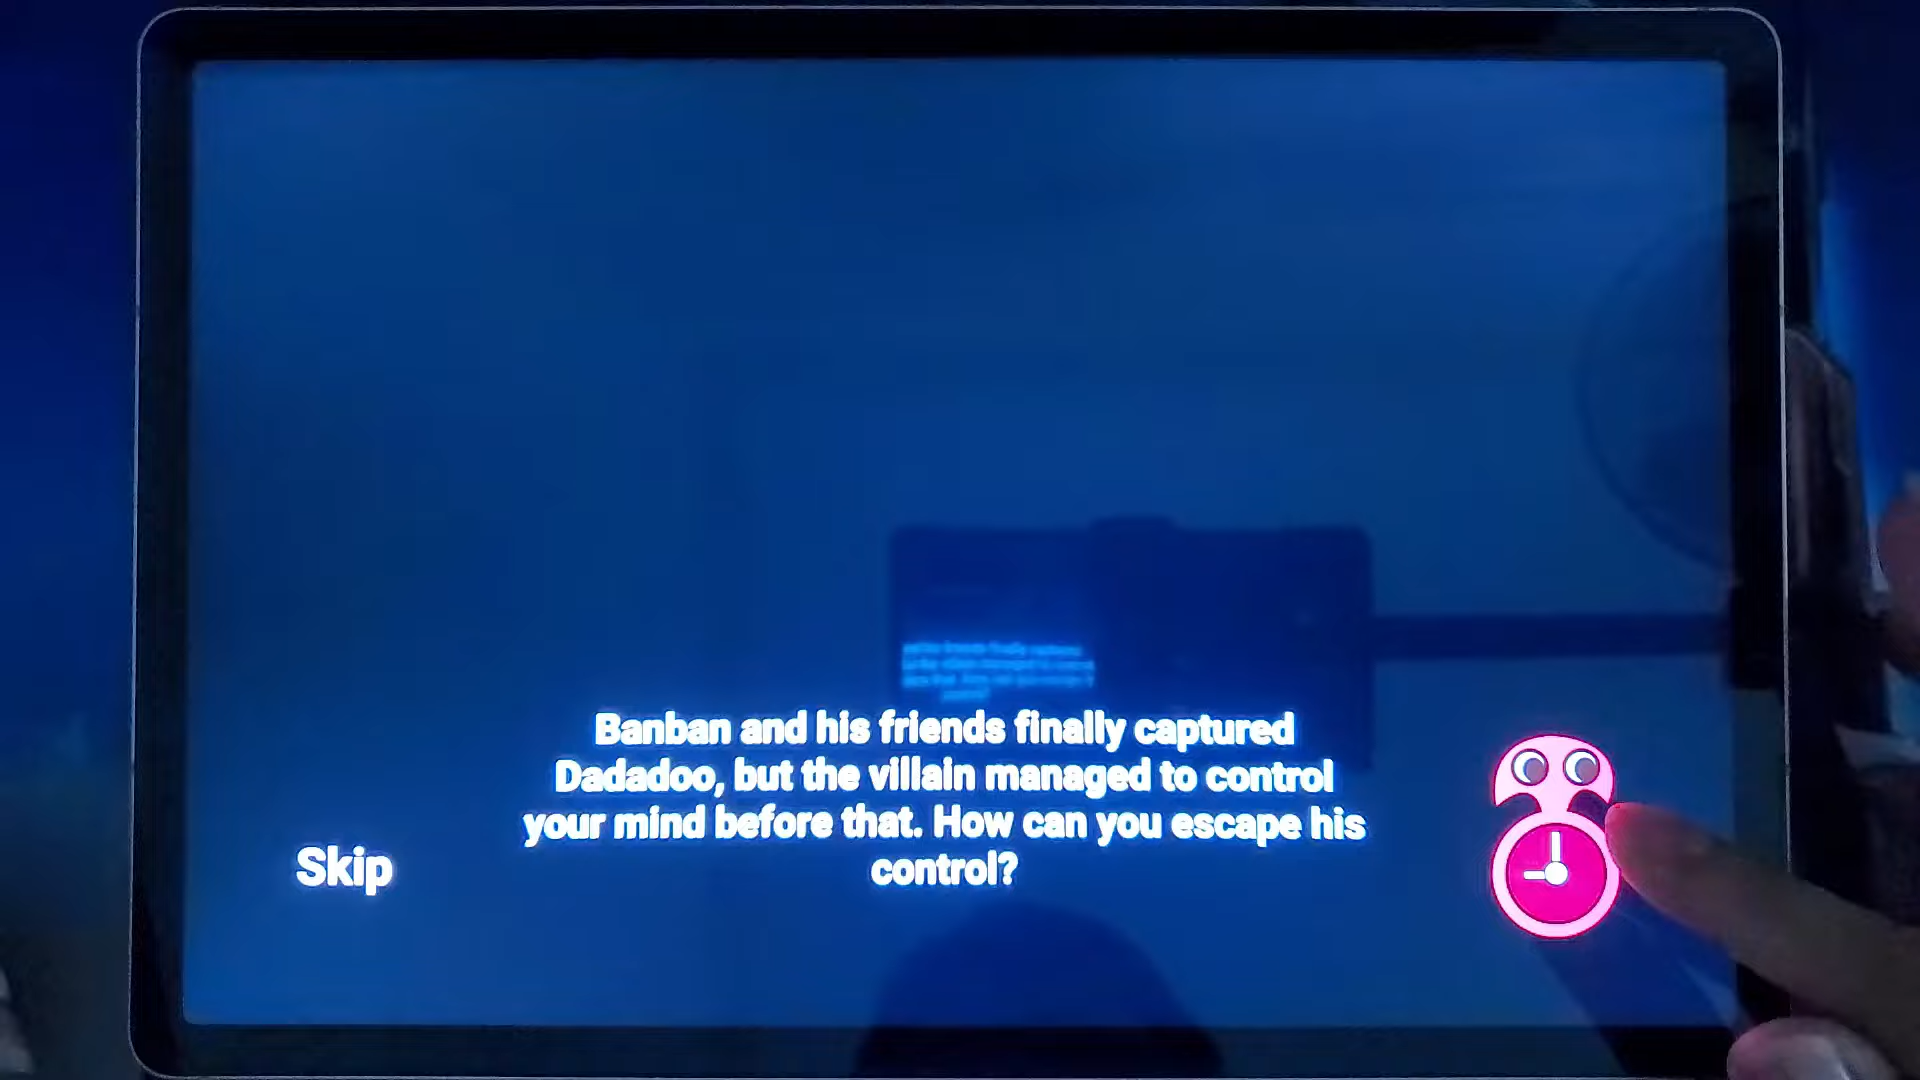 Banban and his friends finally captured
Dadadoo, but the villain managed to control
your mind before that. How can you escape his
control?
Skip